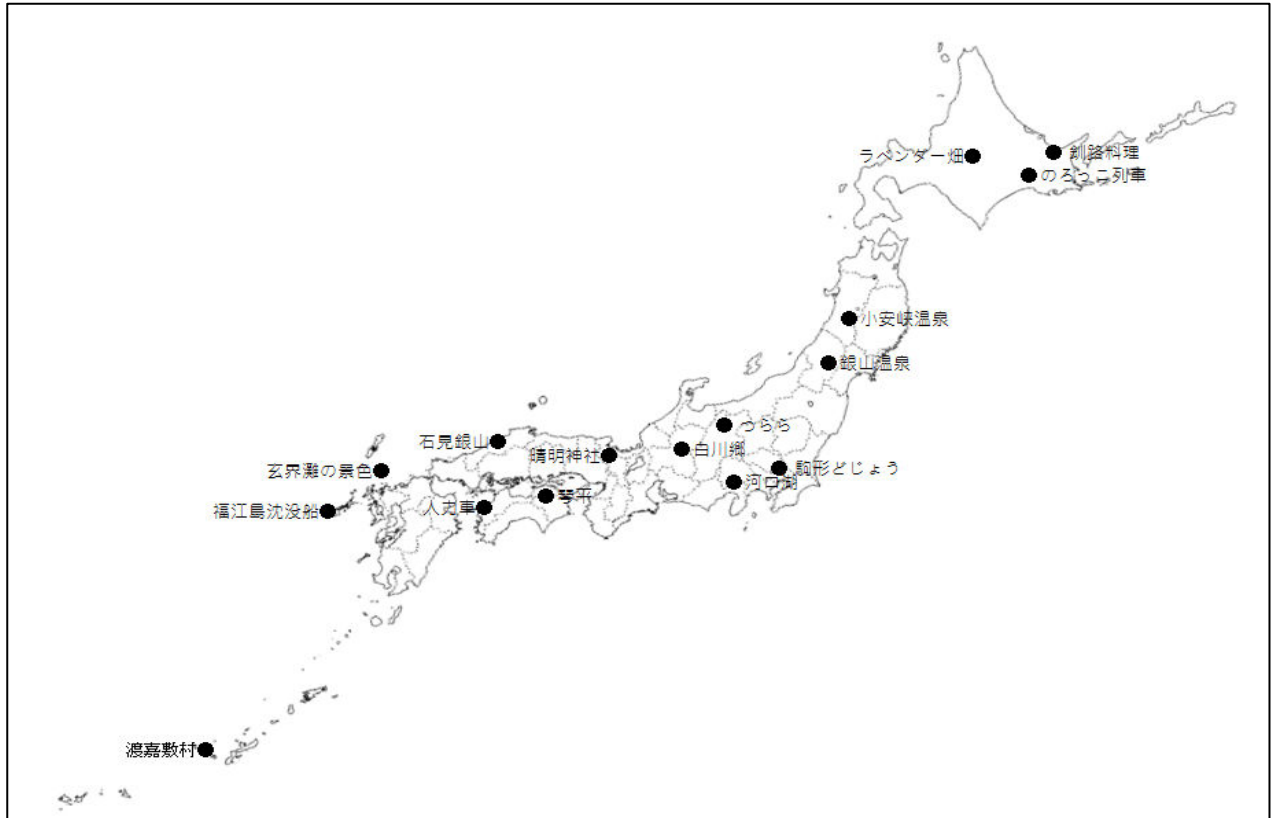 ラベンダー畑
釧路料理
のろっこ列車
小安峡温泉
銀山温泉
つらら
石見銀山
白川郷
晴明神社
駒形どじょう
玄界灘の景色
河口湖
琴平
人力車
福江島沈没船
渡嘉敷村